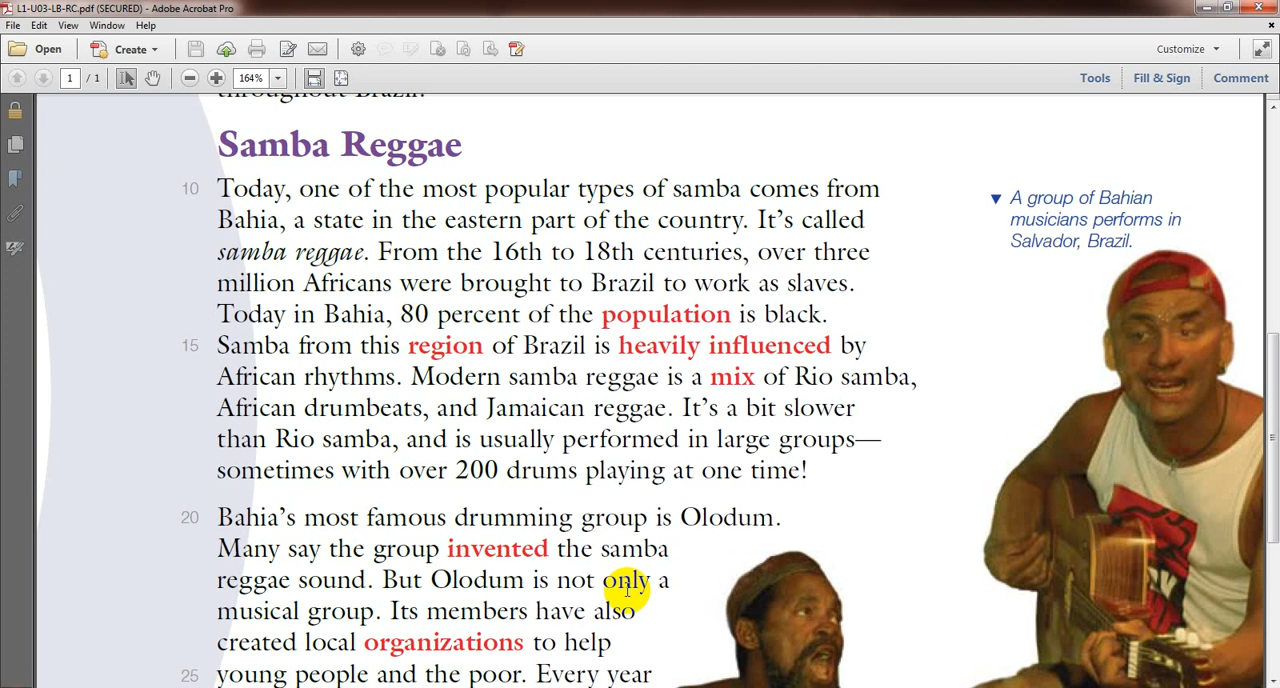 L1-U03-LB-RC.pdf (SECURED) - Adobe Acrobat Pro
File Edit View Window Help
Open Create Customize
1 / 1 164% Tools Fill & Sign Comment
throughout Brazil.
Samba Reggae
10 Today, one of the most popular types of samba comes from
Bahia, a state in the eastern part of the country. It's called
samba reggae. From the 16th to 18th centuries, over three
million Africans were brought to Brazil to work as slaves.
Today in Bahia, 80 percent of the population is black.
15 Samba from this region of Brazil is heavily influenced by
African rhythms. Modern samba reggae is a mix of Rio samba,
African drumbeats, and Jamaican reggae. It's a bit slower
than Rio samba, and is usually performed in large groups—
sometimes with over 200 drums playing at one time!
20 Bahia's most famous drumming group is Olodum.
Many say the group invented the samba
reggae sound. But Olodum is not only a
musical group. Its members have also
created local organizations to help
25 young people and the poor. Every year
▼ A group of Bahian
musicians performs in
Salvador, Brazil.